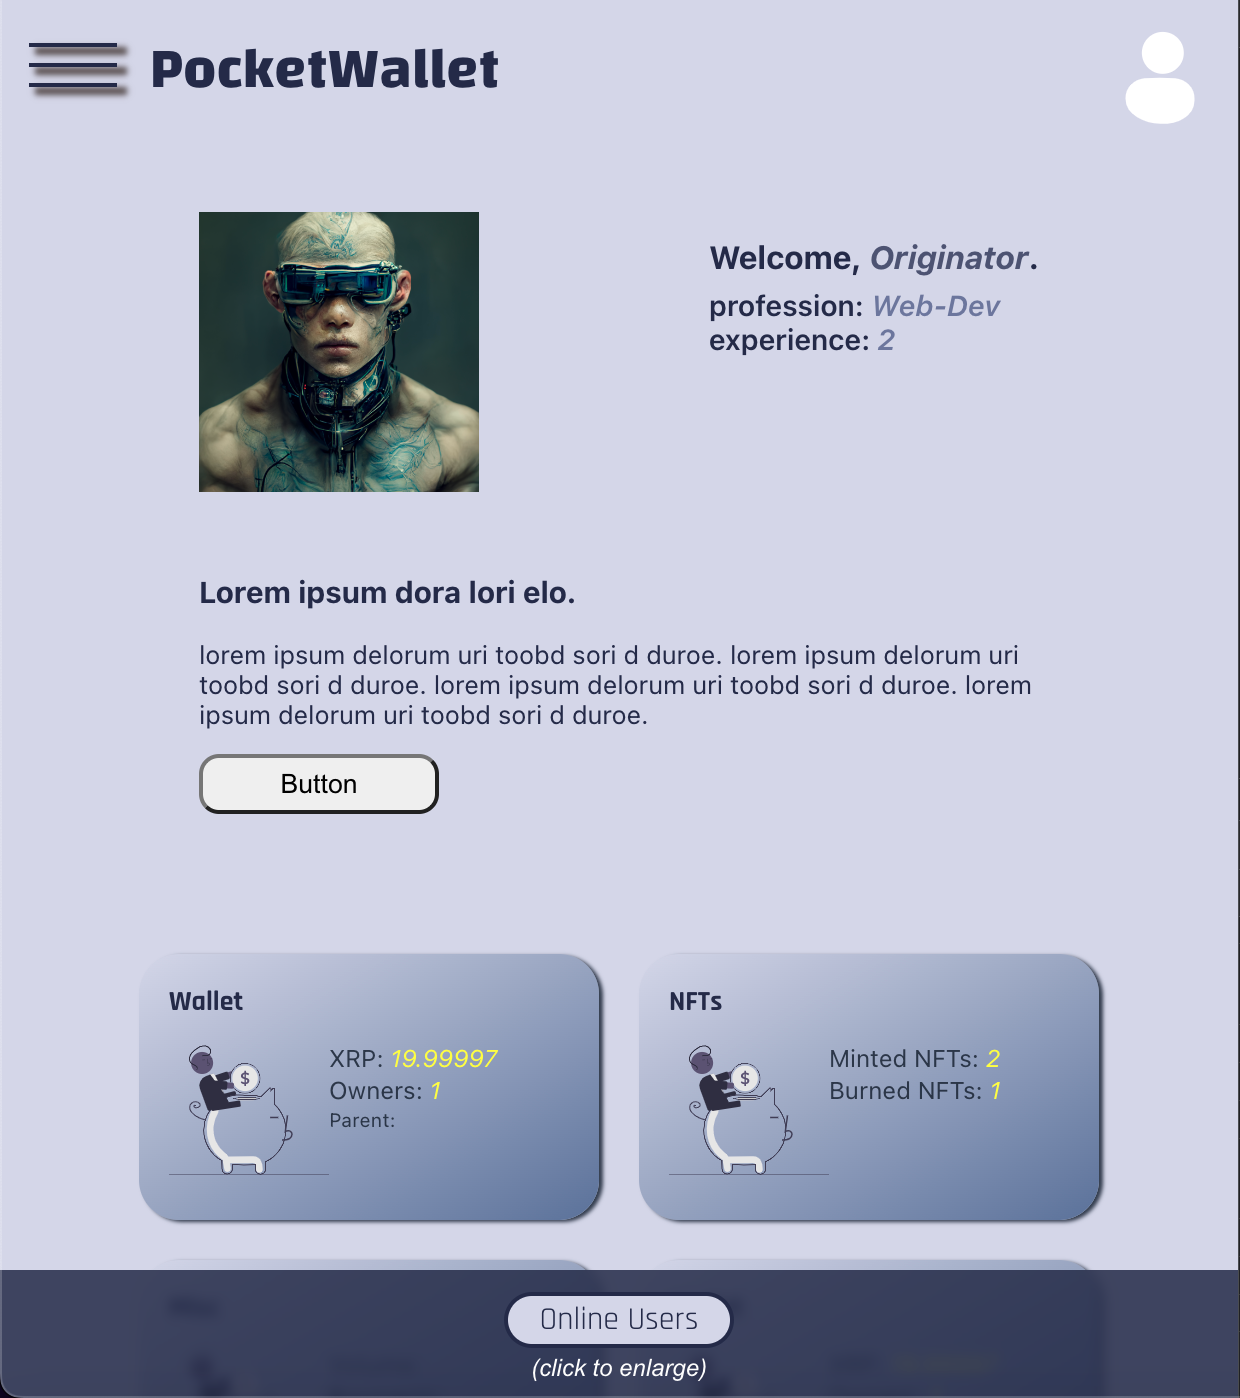 PocketWallet
Welcome, Originator.
profession: Web-Dev
experience: 2
Lorem ipsum dora lori elo.
lorem ipsum delorum uri toobd sori d duroe. lorem ipsum delorum uri
toobd sori d duroe. lorem ipsum delorum uri toobd sori d duroe. lorem
ipsum delorum uri toobd sori d duroe.
Button
Wallet
$
XRP: 19.99997
Owners: 1
Parent:
NFTs
$
Minted NFTs: 2
Burned NFTs: 1
Online Users
(click to enlarge)